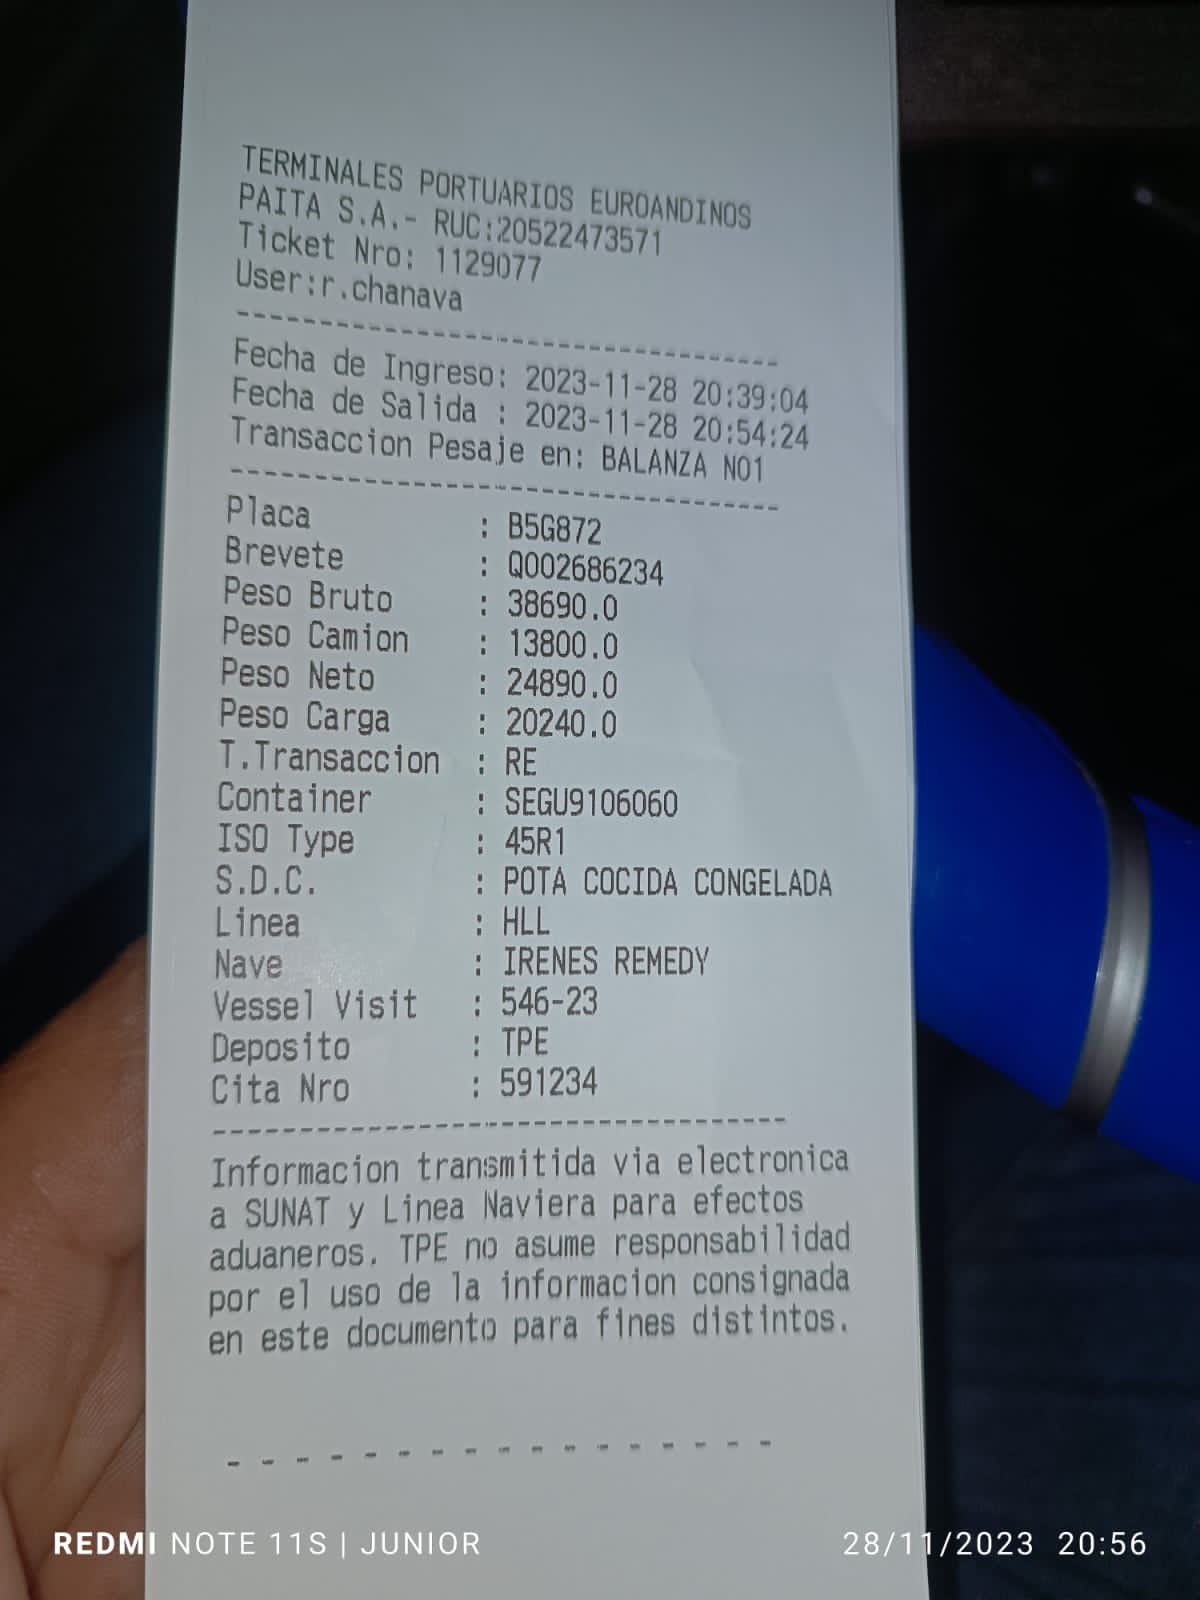 TERMINALES PORTUARIOS EUROANDINOS
PAITA S.A.- RUC:20522473571
Ticket Nro: 1129077
User:r.chanava
----------------------------------
Fecha de Ingreso: 2023-11-28 20:39:04
Fecha de Salida : 2023-11-28 20:54:24
Transaccion Pesaje en: BALANZA NO1
----------------------------------
Placa : B5G872
Brevete : Q002686234
Peso Bruto : 38690.0
Peso Camion : 13800.0
Peso Neto : 24890.0
Peso Carga : 20240.0
T.Transaccion : RE
Container : SEGU9106060
ISO Type : 45R1
S.D.C. : POTA COCIDA CONGELADA
Linea : HLL
Nave : IRENES REMEDY
Vessel Visit : 546-23
Deposito : TPE
Cita Nro : 591234
----------------------------------
Informacion transmitida via electronica
a SUNAT y Linea Naviera para efectos
aduaneros. TPE no asume responsabilidad
por el uso de la informacion consignada
en este documento para fines distintos.
- - - - - - - - - - - - - - - - -
REDMI NOTE 11S | JUNIOR 28/11/2023 20:56